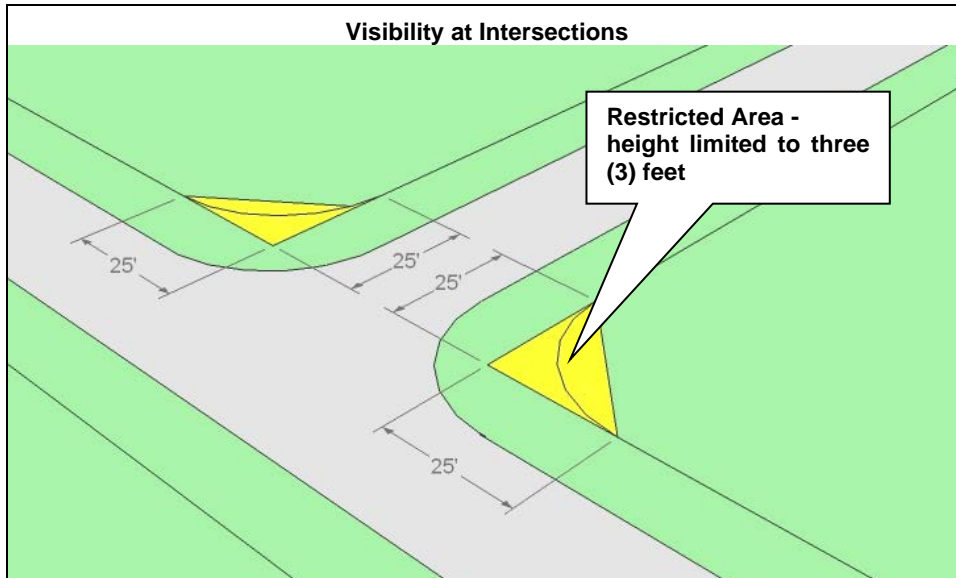 Visibility at Intersections
Restricted Area -
height limited to three
(3) feet
25'
25'
25'
25'